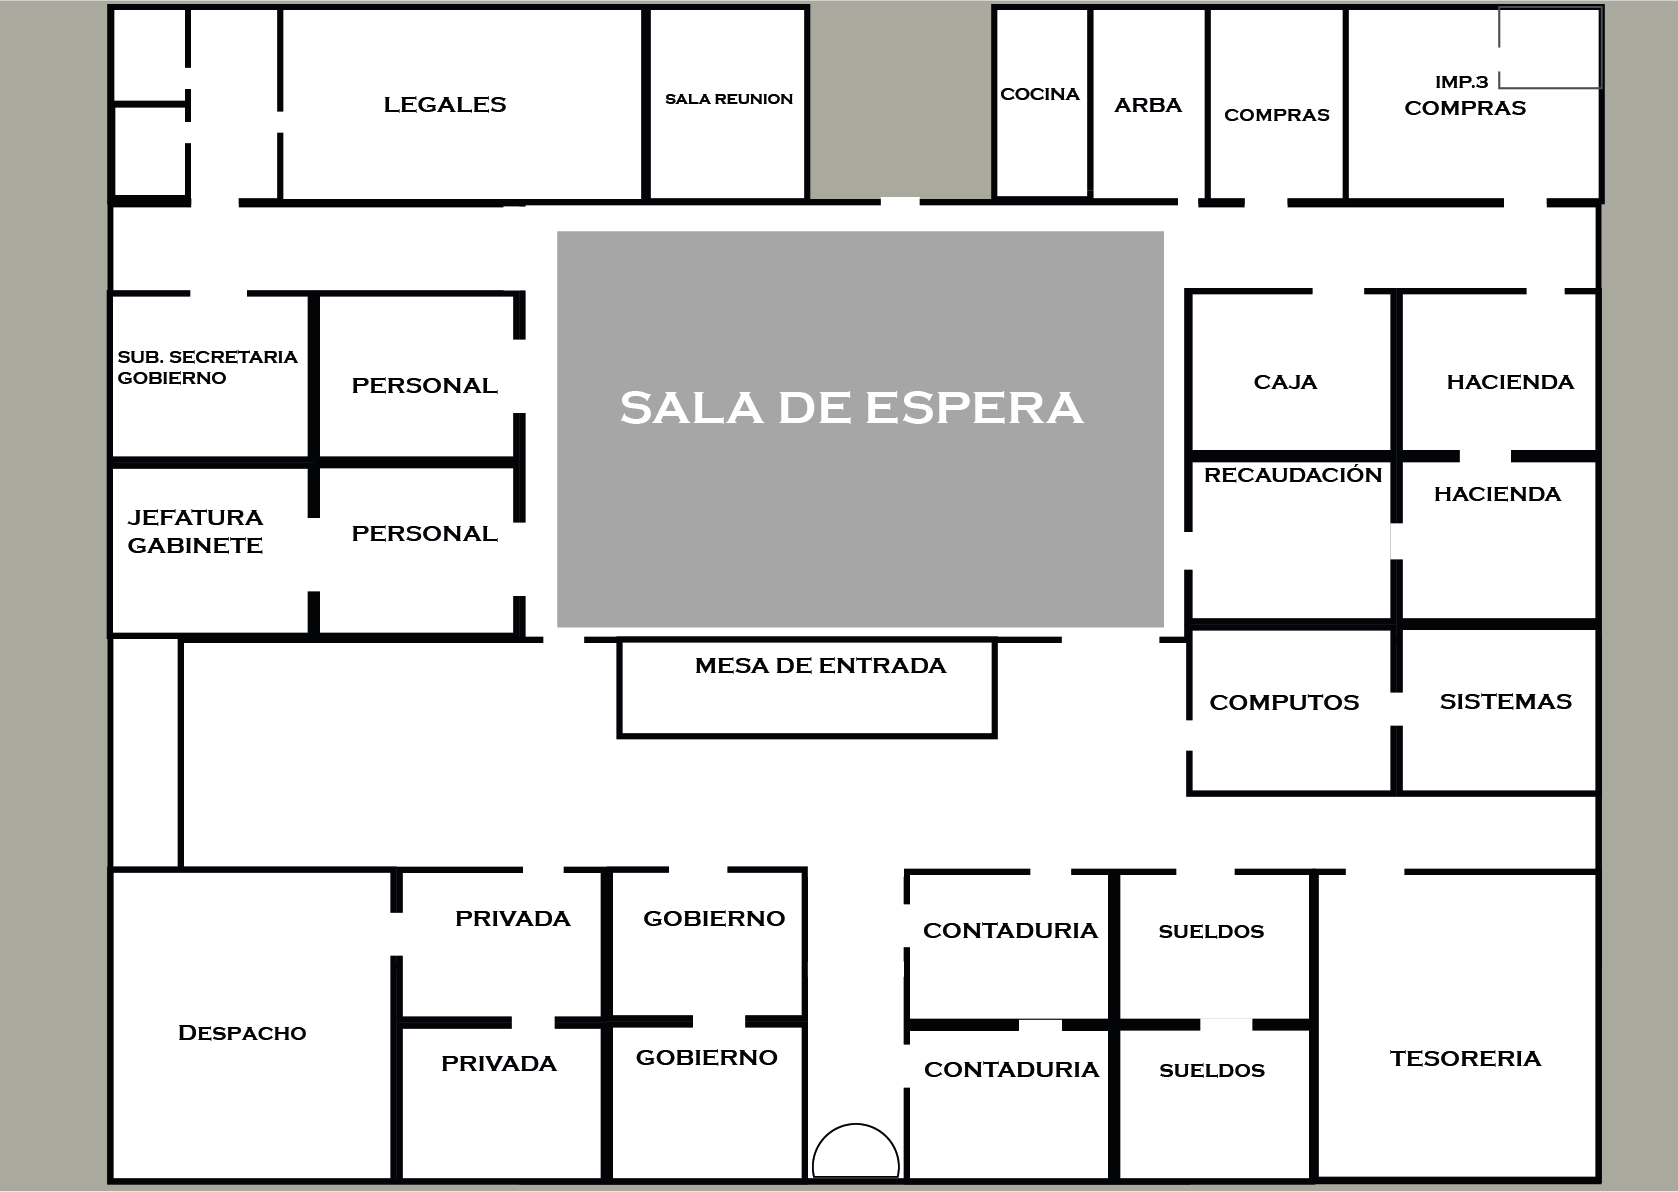 LEGALES
SALA REUNION
COCINA
ARBA
COMPRAS
IMP.3
COMPRAS
SUB. SECRETARIA
GOBIERNO
PERSONAL
SALA DE ESPERA
CAJA
HACIENDA
JEFATURA
GABINETE
PERSONAL
RECAUDACIÓN
HACIENDA
MESA DE ENTRADA
COMPUTOS
SISTEMAS
PRIVADA
GOBIERNO
CONTADURIA
SUELDOS
DESPACHO
PRIVADA
GOBIERNO
CONTADURIA
SUELDOS
TESORERIA